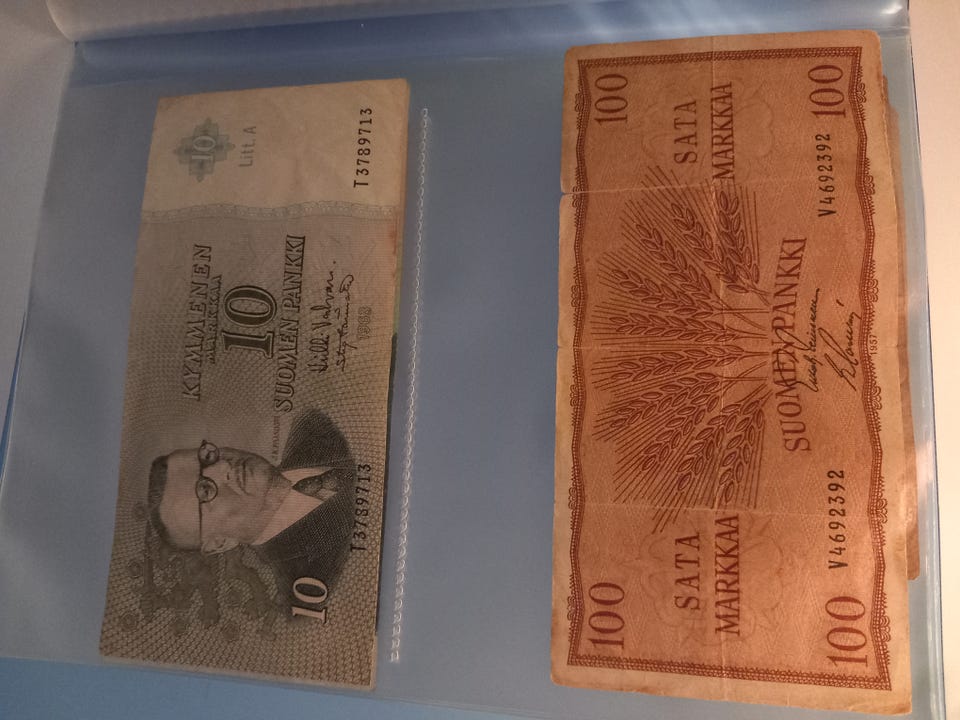 KYMMENEN
MARKKAA
10
SUOMEN PANKKI
1963
10
Litt.A
T3789713
T3789713
10
100
100
SATA
MARKKAA
SATA
MARKKAA
SUOMEN PANKKI
V4692392
V4692392
1957
100
100